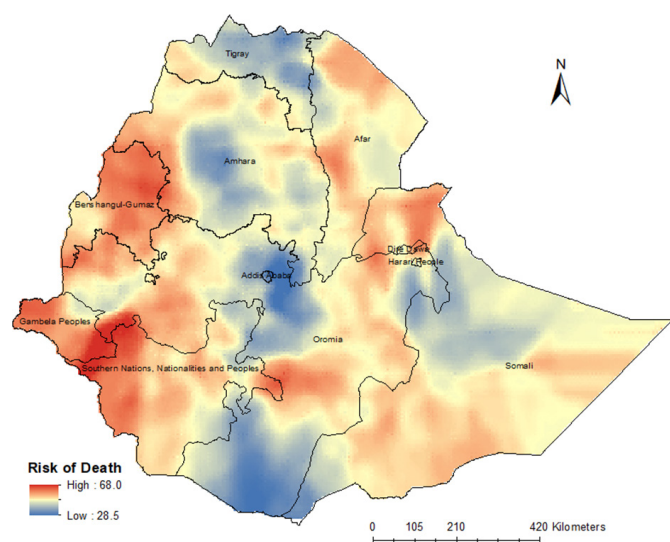 Tigray
N
Afar
Amhara
Benshangul-Gumaz
Dire Dawa
Harari People
Addis Ababa
Gambela Peoples
Oromia
Southern Nations, Nationalities and Peoples
Somali
Risk of Death
High : 68.0
Low : 28.5
0 105 210 420 Kilometers